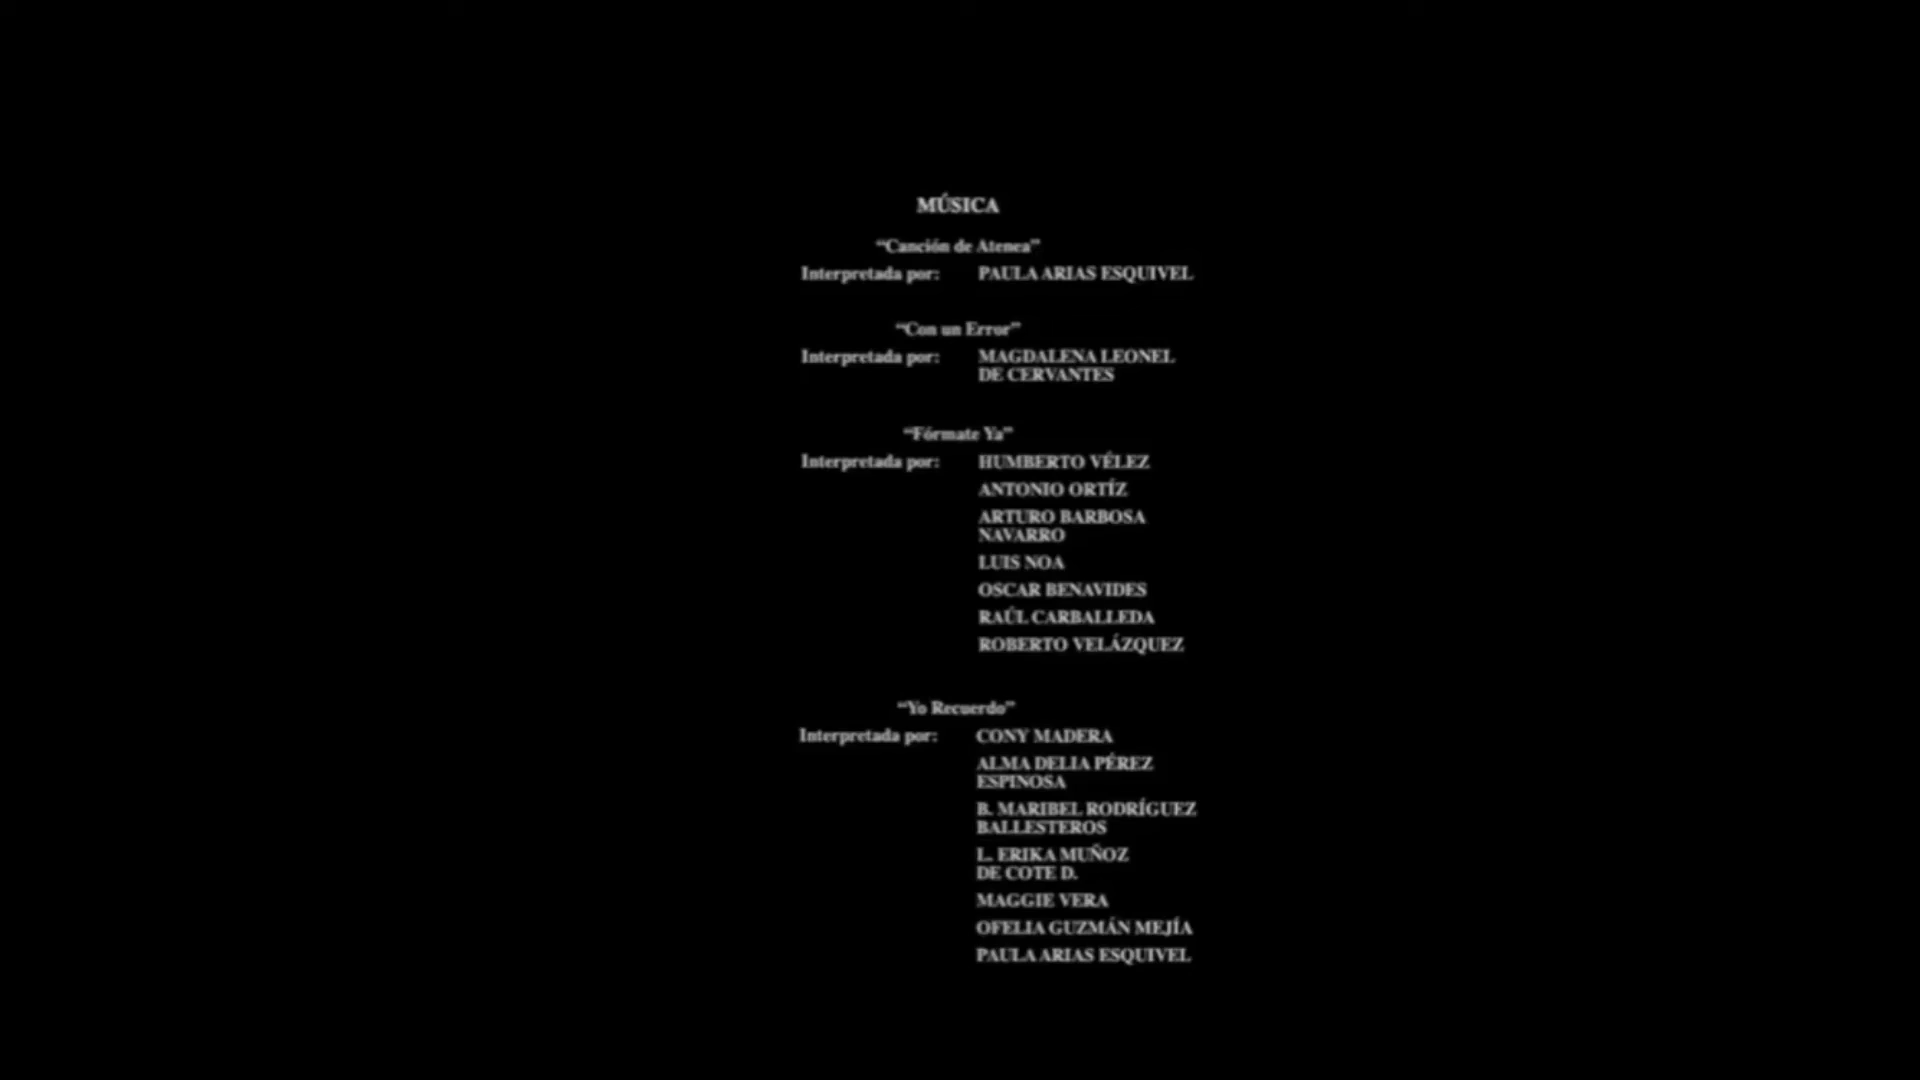 MÚSICA
“Canción de Atenea”
Interpretada por: PAULA ARIAS ESQUIVEL
“Con un Error”
Interpretada por: MAGDALENA LEONEL
DE CERVANTES
“Fórmate Ya”
Interpretada por: HUMBERTO VÉLEZ
ANTONIO ORTÍZ
ARTURO BARBOSA
NAVARRO
LUIS NOA
OSCAR BENAVIDES
RAÚL CARBALLEDA
ROBERTO VELÁZQUEZ
“Yo Recuerdo”
Interpretada por: CONY MADERA
ALMA DELIA PÉREZ
ESPINOSA
B. MARIBEL RODRÍGUEZ
BALLESTEROS
L. ERIKA MUÑOZ
DE COTE D.
MAGGIE VERA
OFELIA GUZMÁN MEJÍA
PAULA ARIAS ESQUIVEL